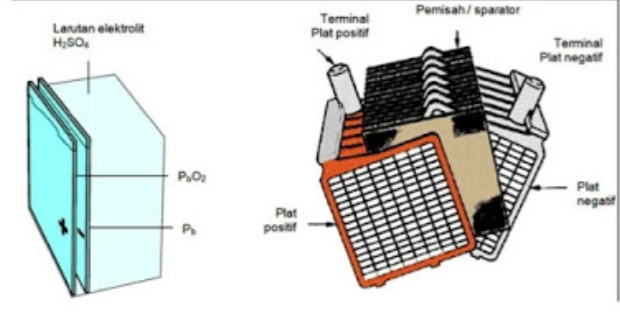 Larutan elektrolit
H₂SO₄
PbO₂
Pb
Terminal
Plat positif
Pemisah / sparator
Terminal
Plat negatif
Plat
positif
Plat
negatif